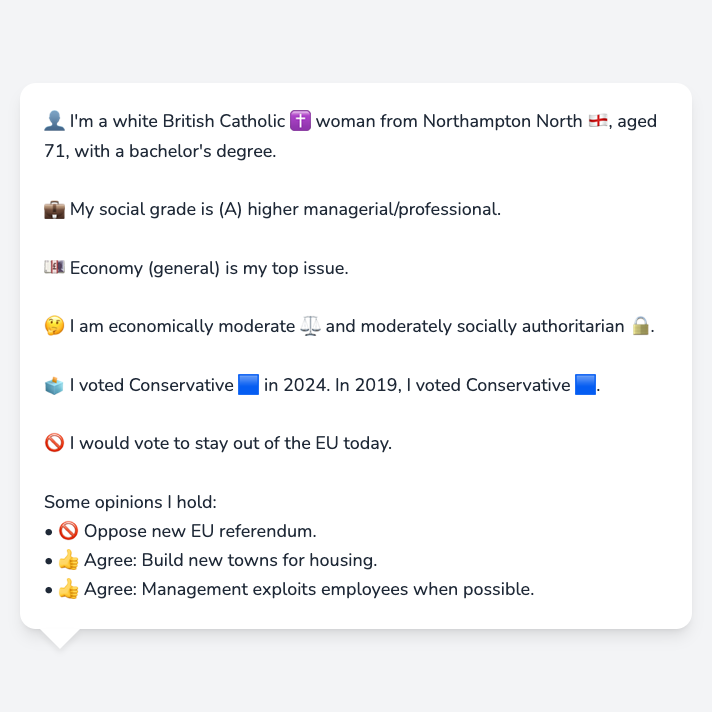 👤 I'm a white British Catholic ✝️ woman from Northampton North 🏴󠁧󠁢󠁥󠁮󠁧󠁿, aged
71, with a bachelor's degree.
💼 My social grade is (A) higher managerial/professional.
💷 Economy (general) is my top issue.
🤔 I am economically moderate ⚖️ and moderately socially authoritarian 🔒.
🗳️ I voted Conservative 🟦 in 2024. In 2019, I voted Conservative 🟦.
🚫 I would vote to stay out of the EU today.
Some opinions I hold:
• 🚫 Oppose new EU referendum.
• 👍 Agree: Build new towns for housing.
• 👍 Agree: Management exploits employees when possible.